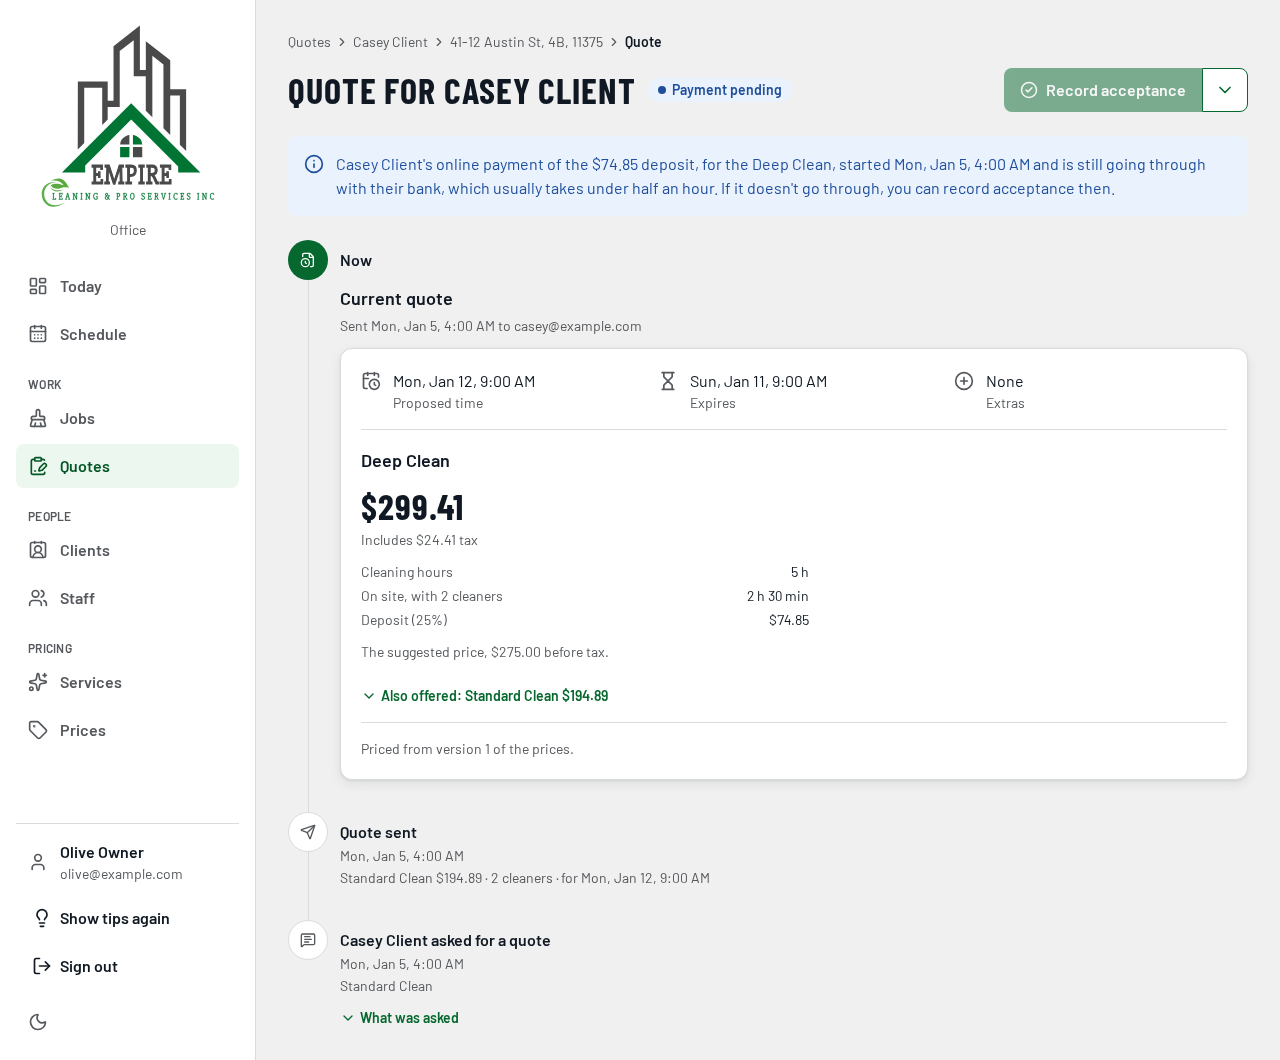 EMPIRE
LEANING & PRO SERVICES INC
Office
Today
Schedule
WORK
Jobs
Quotes
PEOPLE
Clients
Staff
PRICING
Services
Prices
Olive Owner
olive@example.com
Show tips again
Sign out
Quotes > Casey Client > 41-12 Austin St, 4B, 11375 > Quote
QUOTE FOR CASEY CLIENT
Payment pending
Record acceptance
Casey Client's online payment of the $74.85 deposit, for the Deep Clean, started Mon, Jan 5, 4:00 AM and is still going through
with their bank, which usually takes under half an hour. If it doesn't go through, you can record acceptance then.
Now
Current quote
Sent Mon, Jan 5, 4:00 AM to casey@example.com
Mon, Jan 12, 9:00 AM
Proposed time
Sun, Jan 11, 9:00 AM
Expires
None
Extras
Deep Clean
$299.41
Includes $24.41 tax
Cleaning hours 5 h
On site, with 2 cleaners 2 h 30 min
Deposit (25%) $74.85
The suggested price, $275.00 before tax.
Also offered: Standard Clean $194.89
Priced from version 1 of the prices.
Quote sent
Mon, Jan 5, 4:00 AM
Standard Clean $194.89 · 2 cleaners · for Mon, Jan 12, 9:00 AM
Casey Client asked for a quote
Mon, Jan 5, 4:00 AM
Standard Clean
What was asked